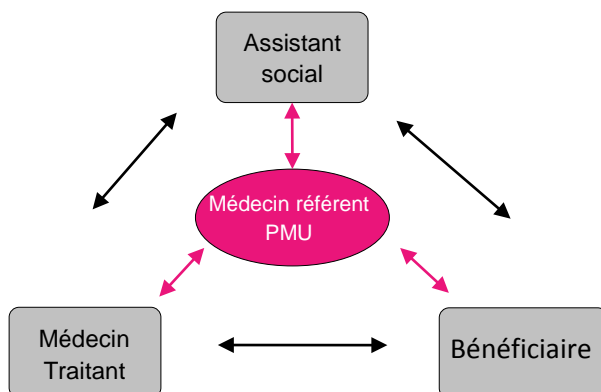 Assistant
social
Médecin référent
PMU
Médecin
Traitant
Bénéficiaire